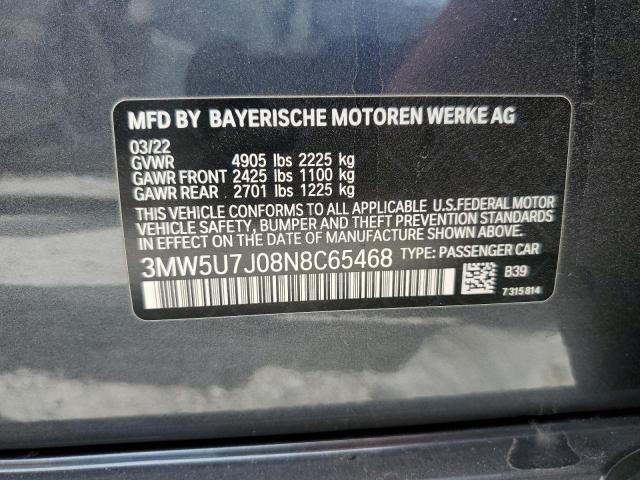 MFD BY BAYERISCHE MOTOREN WERKE AG
03/22
GVWR 4905 lbs 2225 kg
GAWR FRONT 2425 lbs 1100 kg
GAWR REAR 2701 lbs 1225 kg
THIS VEHICLE CONFORMS TO ALL APPLICABLE U.S.FEDERAL MOTOR
VEHICLE SAFETY, BUMPER AND THEFT PREVENTION STANDARDS
IN EFFECT ON THE DATE OF MANUFACTURE SHOWN ABOVE.
3MW5U7J08N8C65468 TYPE: PASSENGER CAR
B39
7315814